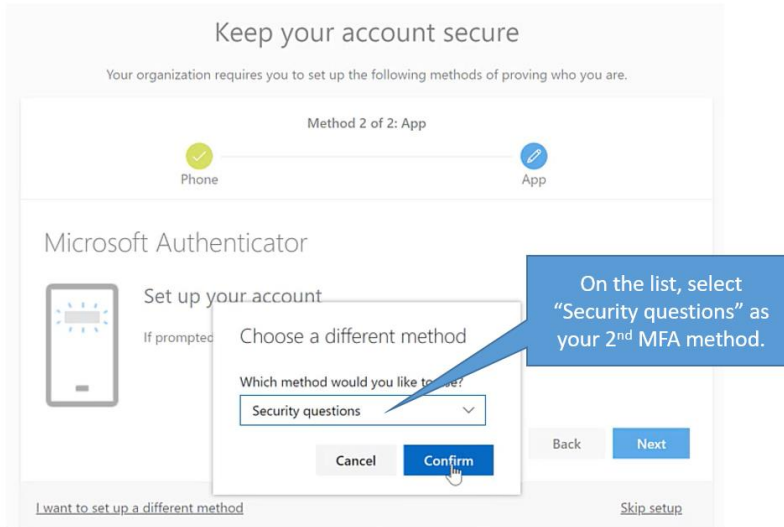 Keep your account secure
Your organization requires you to set up the following methods of proving who you are.
Method 2 of 2: App
Phone
App
Microsoft Authenticator
Set up your account
If prompted
Choose a different method
Which method would you like to use?
Security questions
Cancel
Confirm
On the list, select
“Security questions” as
your 2nd MFA method.
Back
Next
I want to set up a different method
Skip setup